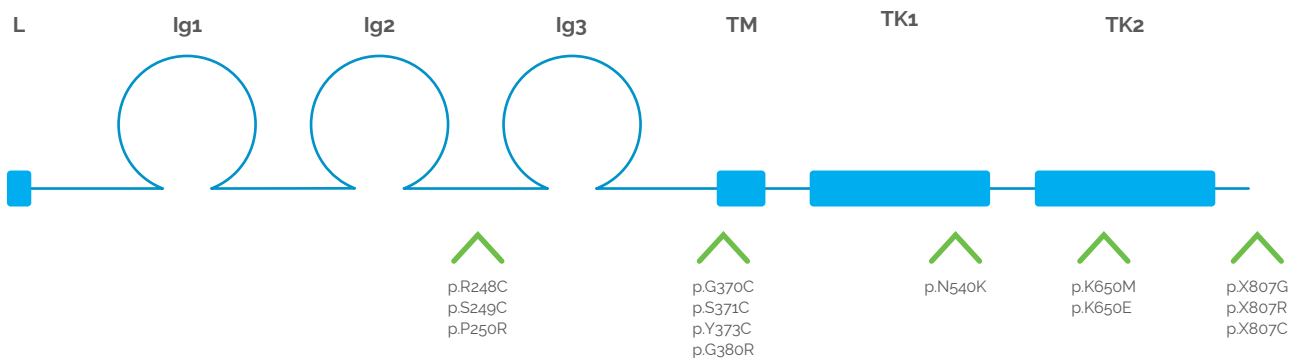 L Ig1 Ig2 Ig3 TM TK1 TK2
p.R248C
p.S249C
p.P250R
p.G370C
p.S371C
p.Y373C
p.G380R
p.N540K
p.K650M
p.K650E
p.X807G
p.X807R
p.X807C